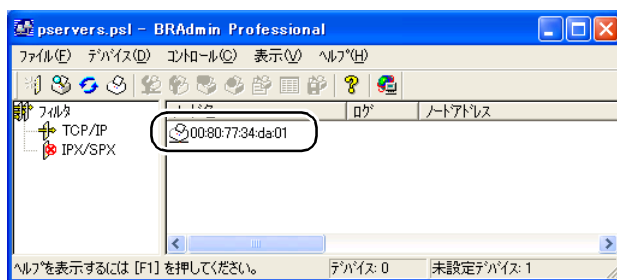 pservers.psl - BRAdmin Professional
ファイル(F) デバイス(D) コントロール(C) 表示(V) ヘルプ(H)
フィルタ
TCP/IP
IPX/SPX
ログ ノードアドレス
00:80:77:34:da:01
ヘルプを表示するには [F1] を押してください。 デバイス: 0 未設定デバイス: 1